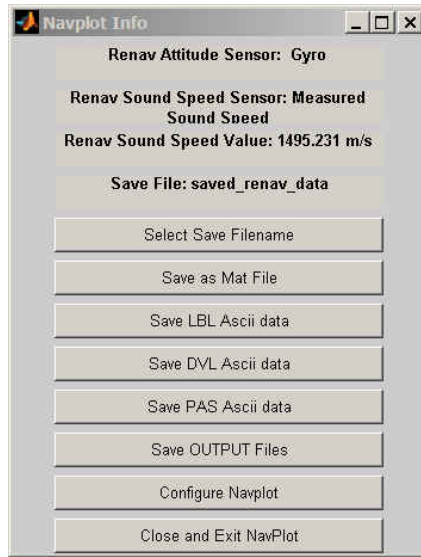 Navplot Info
Renav Attitude Sensor: Gyro
Renav Sound Speed Sensor: Measured
Sound Speed
Renav Sound Speed Value: 1495.231 m/s
Save File: saved_renav_data
Select Save Filename
Save as Mat File
Save LBL Ascii data
Save DVL Ascii data
Save PAS Ascii data
Save OUTPUT Files
Configure Navplot
Close and Exit NavPlot